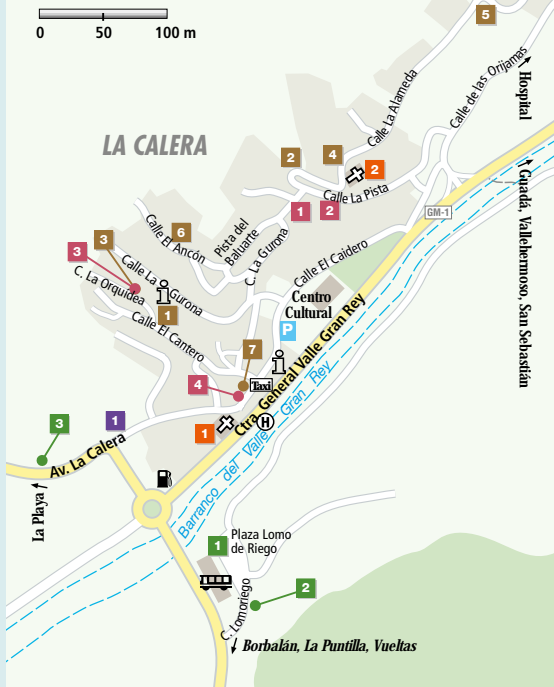 0 50 100 m
5
Calle de las Orijamas
Hospital
Calle La Alameda
LA CALERA
2
4
2
Calle La Pista
Guadá, Vallehermoso, San Sebastián
1
2
GM-1
6
Calle El Ancón
Pista del
Baluarte
C. La Gurona
Calle El Caidero
3
3
Calle La Gurona
C. La Orquidea
i
1
Centro
Cultural
P
Calle El Cantero
7
i
Taxi
4
Ctra. General Valle Gran Rey
H
1
1
3
Av. La Calera
La Playa
Barranco del Valle Gran Rey
1
Plaza Lomo
de Riego
2
C. Lomoriego
Borbalán, La Puntilla, Vueltas